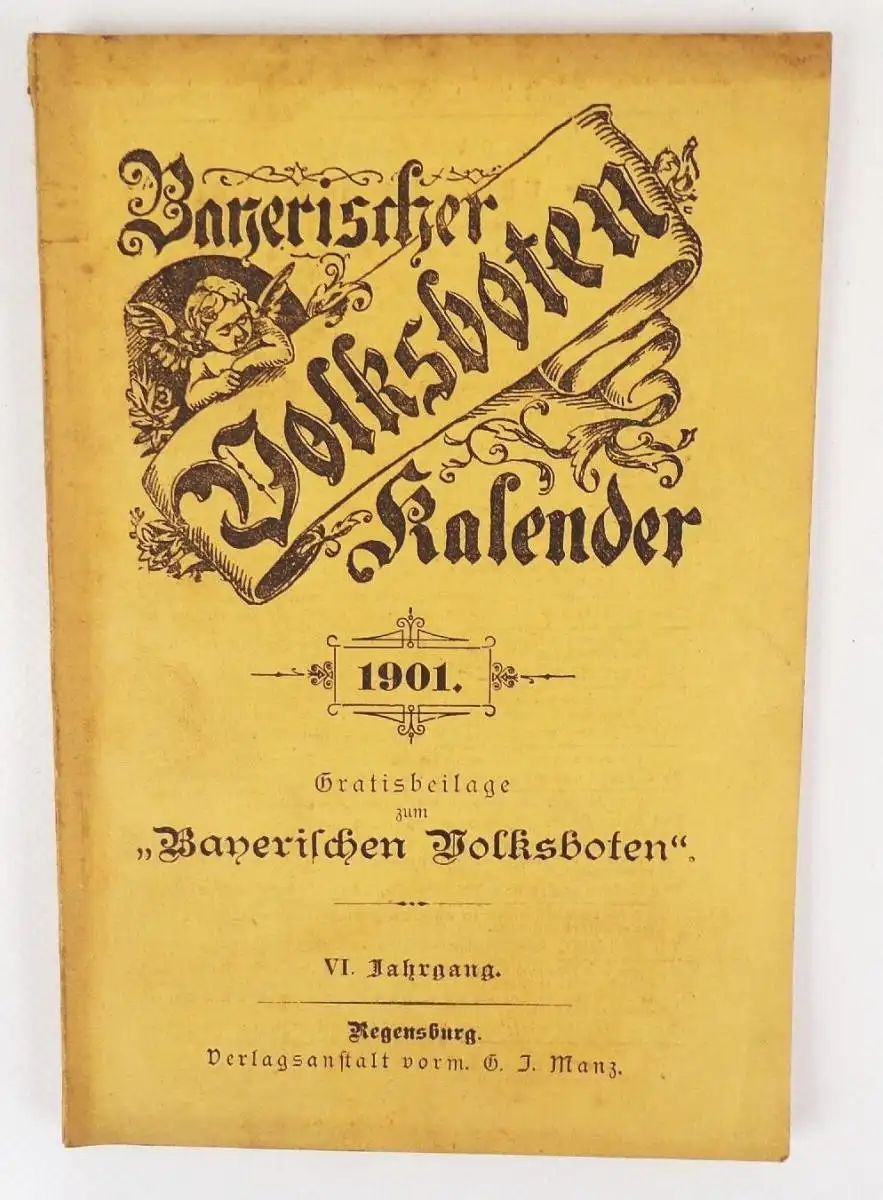 Bayerischer
Volksboten
Kalender
1901.
Gratisbeilage
zum
„Bayeriſchen Volksboten“.
VI. Jahrgang.
Regensburg.
Verlagsanſtalt vorm. G. J. Manz.